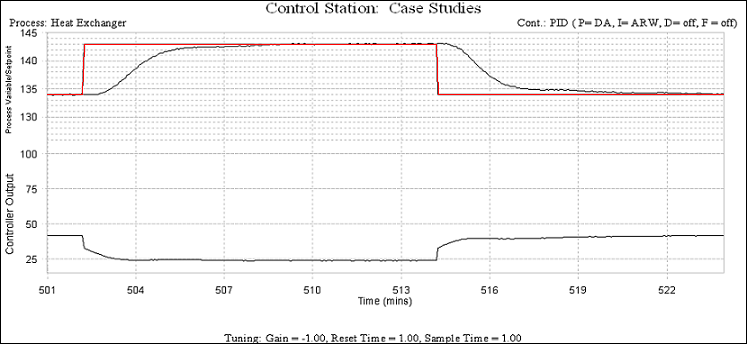 Control Station: Case Studies
Process: Heat Exchanger
Cont.: PID ( P= DA, I= ARW, D= off, F = off)
Process Variable/Setpoint
145
140
135
130
Controller Output
100
75
50
25
501 504 507 510 513 516 519 522
Time (mins)
Tuning: Gain = -1.00, Reset Time = 1.00, Sample Time = 1.00